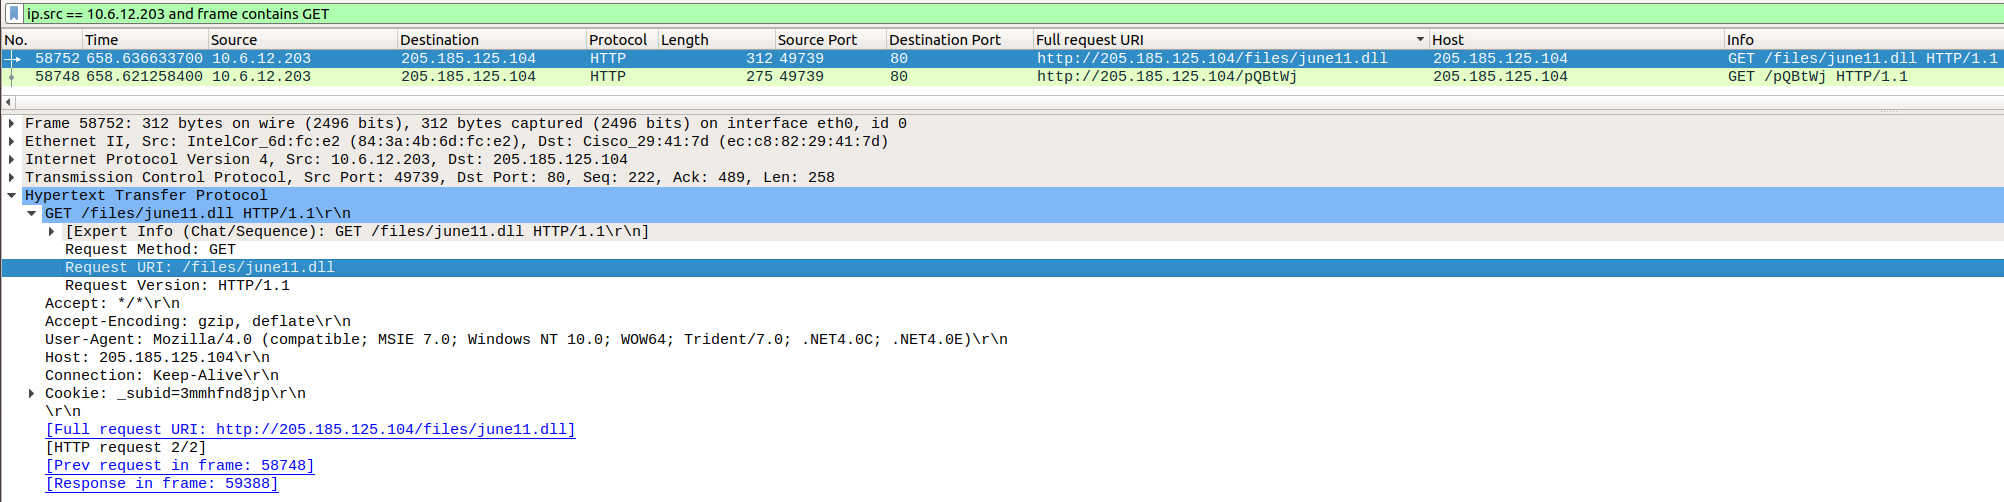 ip.src == 10.6.12.203 and frame contains GET
No. Time Source Destination Protocol Length Source Port Destination Port Full request URI Host Info
58752 658.636633700 10.6.12.203 205.185.125.104 HTTP 312 49739 80 http://205.185.125.104/files/june11.dll 205.185.125.104 GET /files/june11.dll HTTP/1.1
58748 658.621258400 10.6.12.203 205.185.125.104 HTTP 275 49739 80 http://205.185.125.104/pQBtWj 205.185.125.104 GET /pQBtWj HTTP/1.1
Frame 58752: 312 bytes on wire (2496 bits), 312 bytes captured (2496 bits) on interface eth0, id 0
Ethernet II, Src: IntelCor_6d:fc:e2 (84:3a:4b:6d:fc:e2), Dst: Cisco_29:41:7d (ec:c8:82:29:41:7d)
Internet Protocol Version 4, Src: 10.6.12.203, Dst: 205.185.125.104
Transmission Control Protocol, Src Port: 49739, Dst Port: 80, Seq: 222, Ack: 489, Len: 258
Hypertext Transfer Protocol
GET /files/june11.dll HTTP/1.1\r\n
[Expert Info (Chat/Sequence): GET /files/june11.dll HTTP/1.1\r\n]
Request Method: GET
Request URI: /files/june11.dll
Request Version: HTTP/1.1
Accept: */*\r\n
Accept-Encoding: gzip, deflate\r\n
User-Agent: Mozilla/4.0 (compatible; MSIE 7.0; Windows NT 10.0; WOW64; Trident/7.0; .NET4.0C; .NET4.0E)\r\n
Host: 205.185.125.104\r\n
Connection: Keep-Alive\r\n
Cookie: _subid=3mmhfnd8jp\r\n
\r\n
[Full request URI: http://205.185.125.104/files/june11.dll]
[HTTP request 2/2]
[Prev request in frame: 58748]
[Response in frame: 59388]